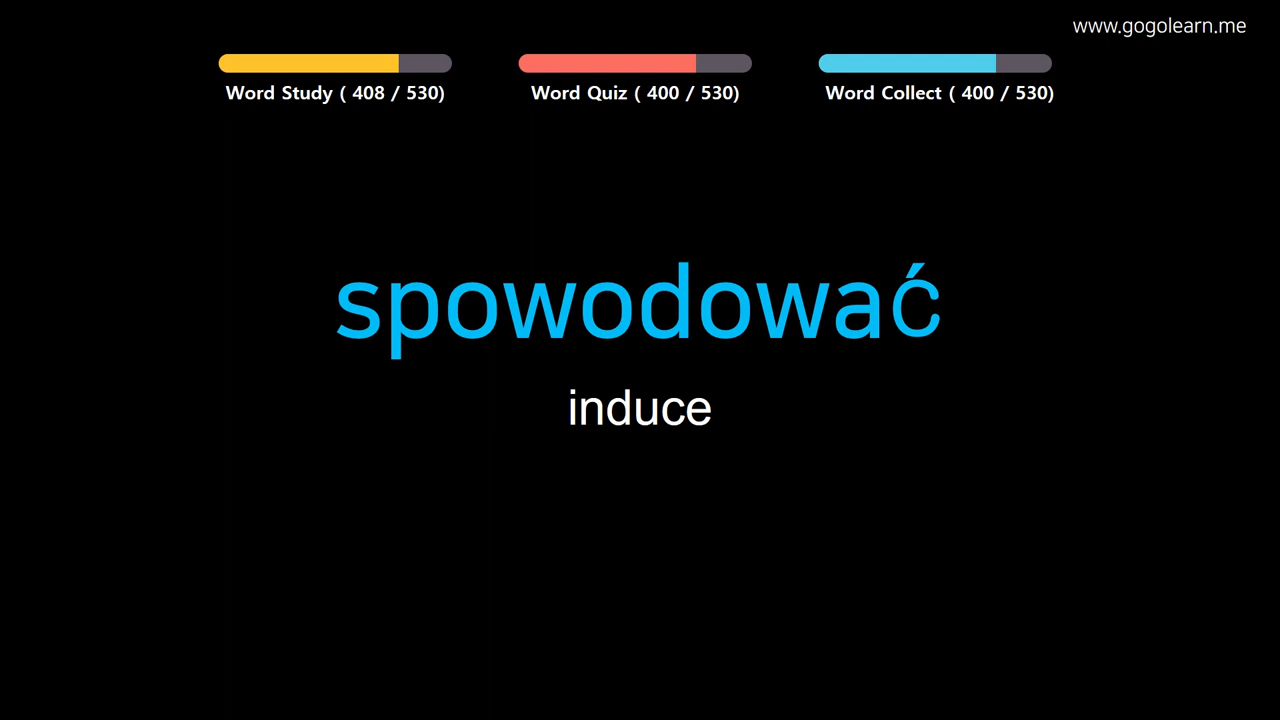 www.gogolearn.me
Word Study ( 408 / 530)
Word Quiz ( 400 / 530)
Word Collect ( 400 / 530)
spowodować
induce